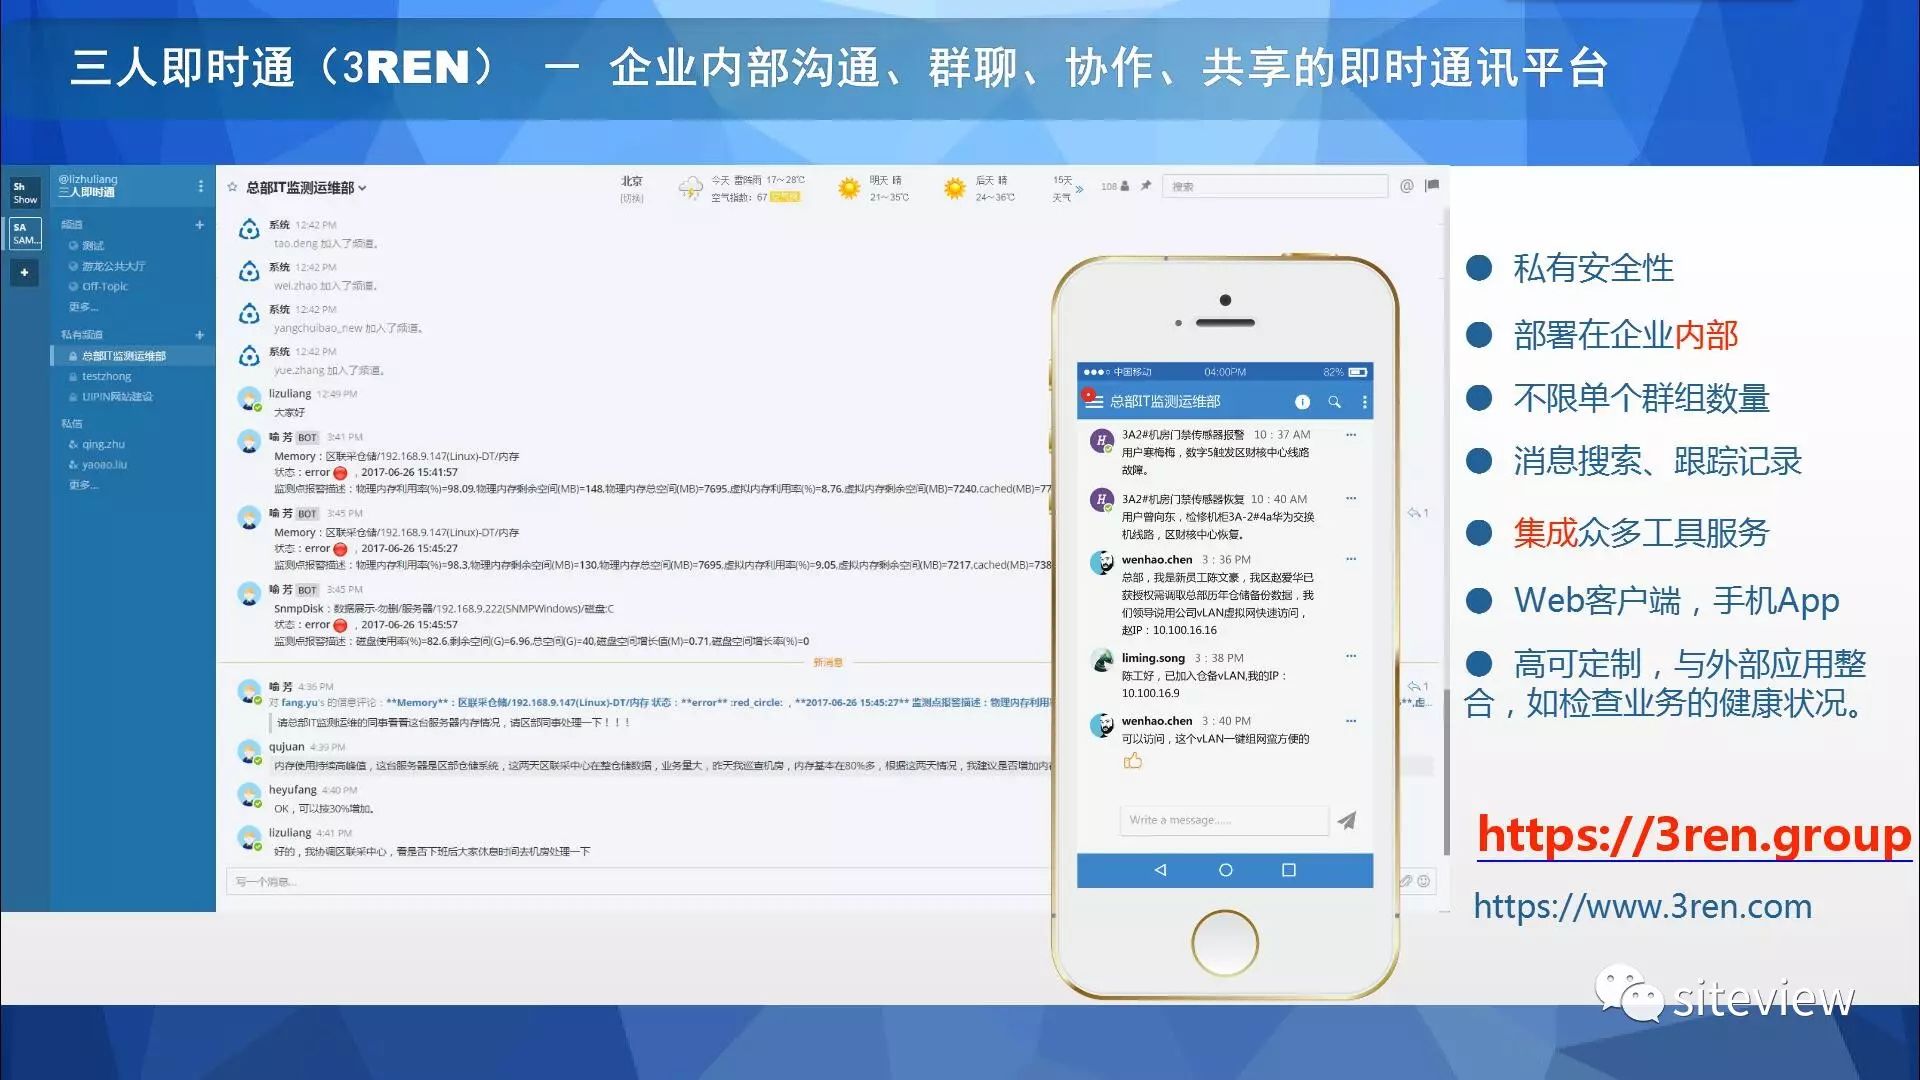 三人即时通（3REN） — 企业内部沟通、群聊、协作、共享的即时通讯平台
Sh
Show
SA
SAM...
+
@lizhuliang
三人即时通
频道 +
测试
游龙公共大厅
Off-Topic
更多...
私有频道 +
总部IT监测运维部
testzhong
UIPIN网站建设
私信
qing.zhu
yaoao.liu
更多...
总部IT监测运维部
北京
[切换]
今天 雷阵雨 17～28℃
空气指数：67
明天 晴
21～35℃
后天 晴
24～36℃
15天
天气
108
搜索
@
系统 12:42 PM
tao.deng 加入了频道。
系统 12:42 PM
wei.zhao 加入了频道。
系统 12:42 PM
yangchuibao_new 加入了频道。
系统 12:42 PM
yue.zhang 加入了频道。
lizuliang 12:49 PM
大家好
喻 芳 BOT 3:41 PM
Memory：区联采仓储/192.168.9.147(Linux)-DT/内存
状态：error ，2017-06-26 15:41:57
监测点报警描述：物理内存利用率(%)=98.09,物理内存剩余空间(MB)=148,物理内存总空间(MB)=7695,虚拟内存利用率(%)=8.76,虚拟内存剩余空间(MB)=7240,cached(MB)=77
喻 芳 BOT 3:45 PM
1
Memory：区联采仓储/192.168.9.147(Linux)-DT/内存
状态：error ，2017-06-26 15:45:27
监测点报警描述：物理内存利用率(%)=98.3,物理内存剩余空间(MB)=130,物理内存总空间(MB)=7695,虚拟内存利用率(%)=9.05,虚拟内存剩余空间(MB)=7217,cached(MB)=738
喻 芳 BOT 3:45 PM
SnmpDisk：数据展示-勿删/服务器/192.168.9.222(SNMPWindows)/磁盘:C
状态：error ，2017-06-26 15:45:57
监测点报警描述：磁盘使用率(%)=82.6,剩余空间(G)=6.96,总空间(G)=40,磁盘空间增长值(M)=0.71,磁盘空间增长率(%)=0
新消息
喻 芳 4:36 PM
1
对 fang.yu's 的信息评论：**Memory**：区联采仓储/192.168.9.147(Linux)-DT/内存 状态：**error** :red_circle: ，**2017-06-26 15:45:27** 监测点报警描述：物理内存利用
请总部IT监测运维的同事看看这台服务器内存情况，请区部同事处理一下！！！
qujuan 4:39 PM
内存使用持续高峰值，这台服务器是区部仓储系统，这两天区联采中心在整仓储数据，业务量大，昨天我巡查机房，内存基本在80%多，根据这两天情况，我建议是否增加内
heyufang 4:40 PM
OK，可以按30%增加。
lizuliang 4:41 PM
好的，我协调区联采中心，看是否下班后大家休息时间去机房处理一下
写一个消息...
中国移动 04:00PM 82%
总部IT监测运维部
3A2#机房门禁传感器报警 10：37 AM
用户寒梅梅，数字5触发区财核中心线路
故障。
3A2#机房门禁传感器恢复 10：40 AM
用户曾向东，检修机柜3A-2#4a华为交换
机线路，区财核中心恢复。
wenhao.chen 3：36 PM
总部，我是新员工陈文豪，我区赵爱华已
获授权需调取总部历年仓储备份数据，我
们领导说用公司vLAN虚拟网快速访问，
赵IP：10.100.16.16
liming.song 3：38 PM
陈工好，已加入仓备vLAN,我的IP：
10.100.16.9
wenhao.chen 3：40 PM
可以访问，这个vLAN一键组网蛮方便的
Write a message......
私有安全性
部署在企业内部
不限单个群组数量
消息搜索、跟踪记录
集成众多工具服务
Web客户端，手机App
高可定制，与外部应用整
合，如检查业务的健康状况。
https://3ren.group
https://www.3ren.com
siteview